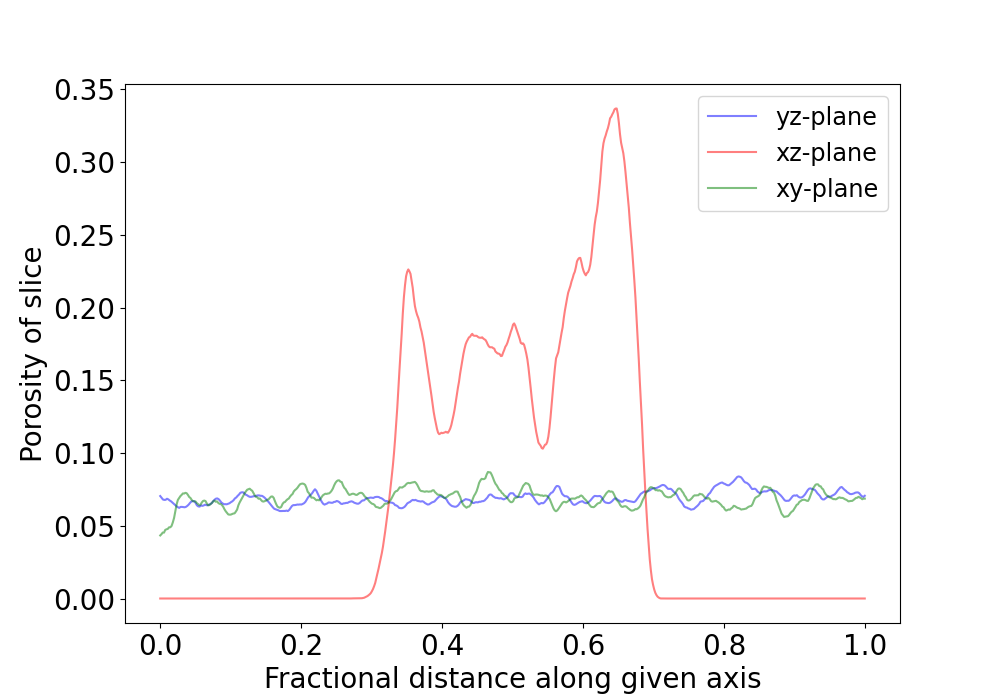 0.35
0.30
0.25
0.20
0.15
0.10
0.05
0.00
Porosity of slice
0.0 0.2 0.4 0.6 0.8 1.0
Fractional distance along given axis
yz-plane
xz-plane
xy-plane